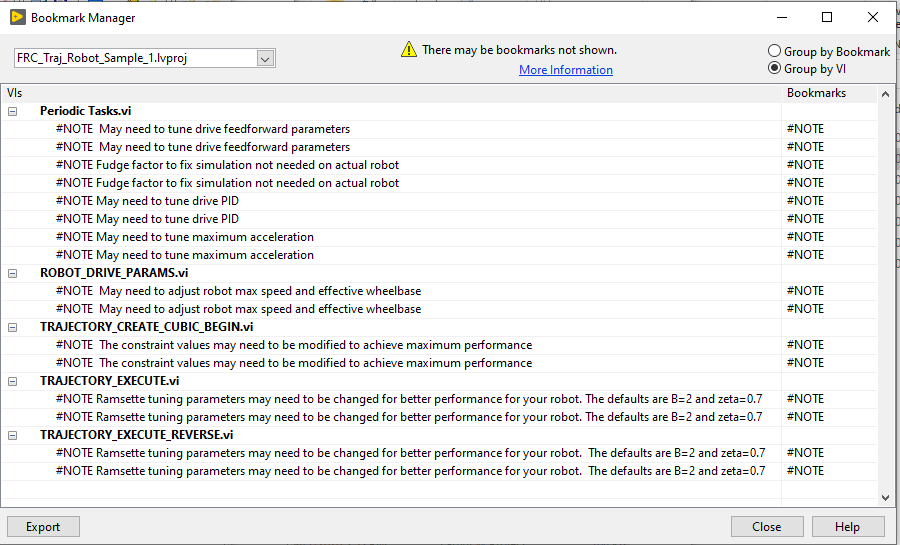 Bookmark Manager
FRC_Traj_Robot_Sample_1.lvproj
There may be bookmarks not shown.
More Information
Group by Bookmark
Group by VI
VIs Bookmarks
Periodic Tasks.vi
#NOTE  May need to tune drive feedforward parameters #NOTE
#NOTE  May need to tune drive feedforward parameters #NOTE
#NOTE Fudge factor to fix simulation not needed on actual robot #NOTE
#NOTE Fudge factor to fix simulation not needed on actual robot #NOTE
#NOTE May need to tune drive PID #NOTE
#NOTE May need to tune drive PID #NOTE
#NOTE May need to tune maximum acceleration #NOTE
#NOTE May need to tune maximum acceleration #NOTE
ROBOT_DRIVE_PARAMS.vi
#NOTE  May need to adjust robot max speed and effective wheelbase #NOTE
#NOTE  May need to adjust robot max speed and effective wheelbase #NOTE
TRAJECTORY_CREATE_CUBIC_BEGIN.vi
#NOTE  The constraint values may need to be modified to achieve maximum performance #NOTE
#NOTE  The constraint values may need to be modified to achieve maximum performance #NOTE
TRAJECTORY_EXECUTE.vi
#NOTE Ramsette tuning parameters may need to be changed for better performance for your robot. The defaults are B=2 and zeta=0.7 #NOTE
#NOTE Ramsette tuning parameters may need to be changed for better performance for your robot. The defaults are B=2 and zeta=0.7 #NOTE
TRAJECTORY_EXECUTE_REVERSE.vi
#NOTE Ramsette tuning parameters may need to be changed for better performance for your robot.  The defaults are B=2 and zeta=0.7 #NOTE
#NOTE Ramsette tuning parameters may need to be changed for better performance for your robot.  The defaults are B=2 and zeta=0.7 #NOTE
Export Close Help